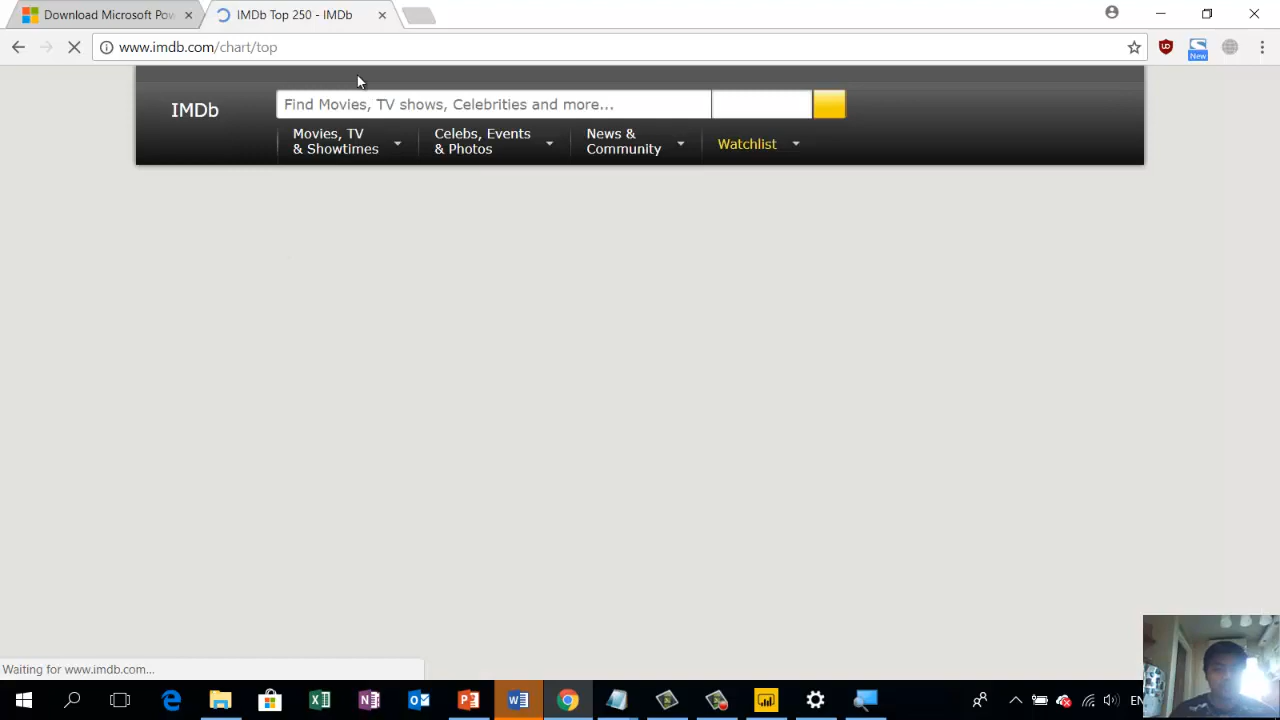 Download Microsoft Pow
IMDb Top 250 - IMDb
www.imdb.com/chart/top
New
IMDb
Find Movies, TV shows, Celebrities and more...
Movies, TV
& Showtimes
Celebs, Events
& Photos
News &
Community
Watchlist
Waiting for www.imdb.com...
EN